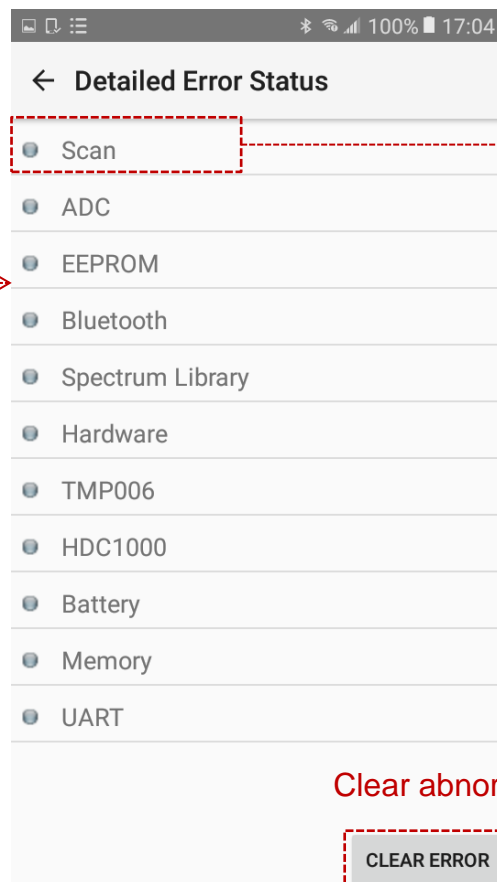 100% 17:04
Detailed Error Status
Scan
ADC
EEPROM
Bluetooth
Spectrum Library
Hardware
TMP006
HDC1000
Battery
Memory
UART
Clear abnor
CLEAR ERROR